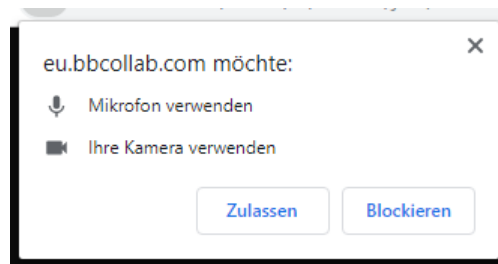 eu.bbcollab.com möchte:
Mikrofon verwenden
Ihre Kamera verwenden
Zulassen Blockieren